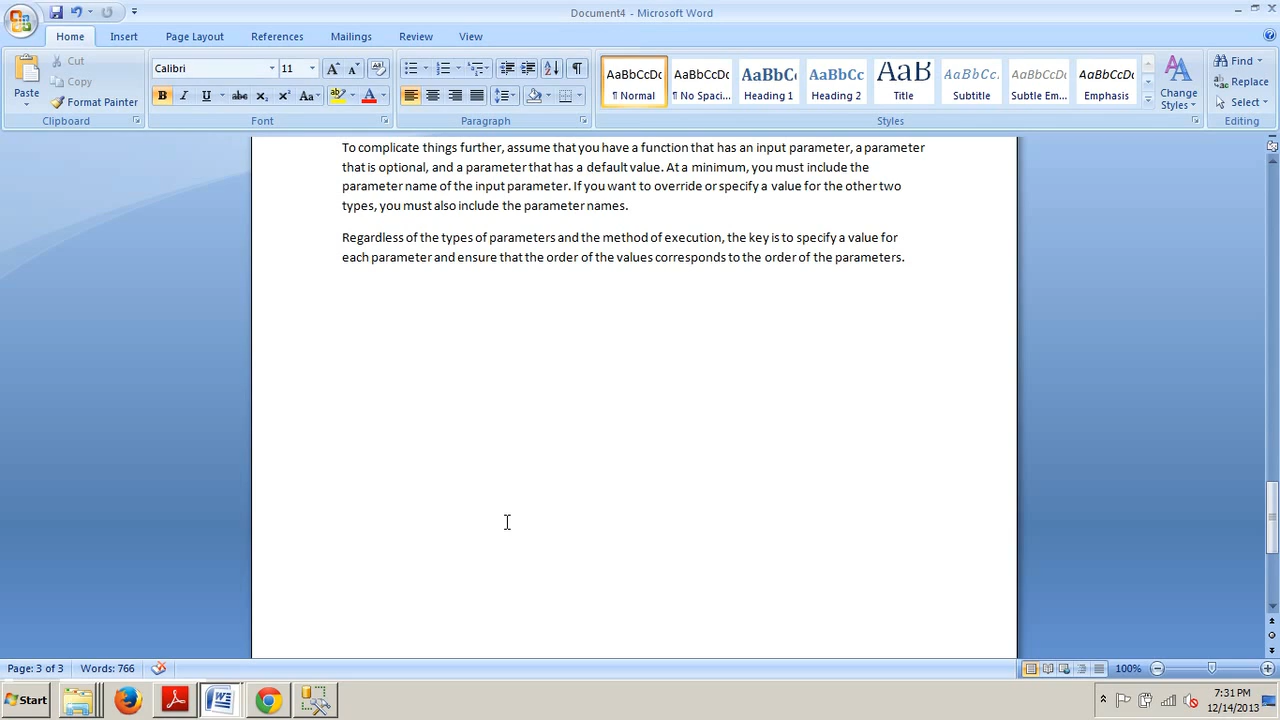 Document4 - Microsoft Word
Home Insert Page Layout References Mailings Review View
Paste
Cut
Copy
Format Painter
Clipboard
Calibri 11
Font
Paragraph
AaBbCcDc AaBbCcDc AaBbC AaBbCc AaB AaBbCc. AaBbCcDc AaBbCcDc
¶ Normal ¶ No Spaci... Heading 1 Heading 2 Title Subtitle Subtle Em... Emphasis
Change Styles
Styles
Find
Replace
Select
Editing
To complicate things further, assume that you have a function that has an input parameter, a parameter
that is optional, and a parameter that has a default value. At a minimum, you must include the
parameter name of the input parameter. If you want to override or specify a value for the other two
types, you must also include the parameter names.
Regardless of the types of parameters and the method of execution, the key is to specify a value for
each parameter and ensure that the order of the values corresponds to the order of the parameters.
Page: 3 of 3 Words: 766 100%
Start
7:31 PM
12/14/2013